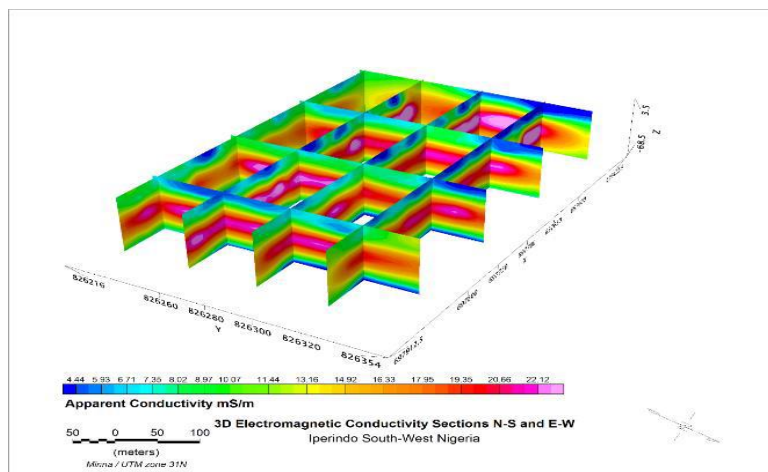 3.5
Z
-68.5
826216
826260
826280
Y
826300
826320
826354
X
4.44 5.93 6.71 7.35 8.02 8.97 10.07 11.44 13.16 14.92 16.33 17.95 19.35 20.66 22.12
Apparent Conductivity mS/m
50 0 50 100
(meters)
Minna / UTM zone 31N
3D Electromagnetic Conductivity Sections N-S and E-W
Iperindo South-West Nigeria